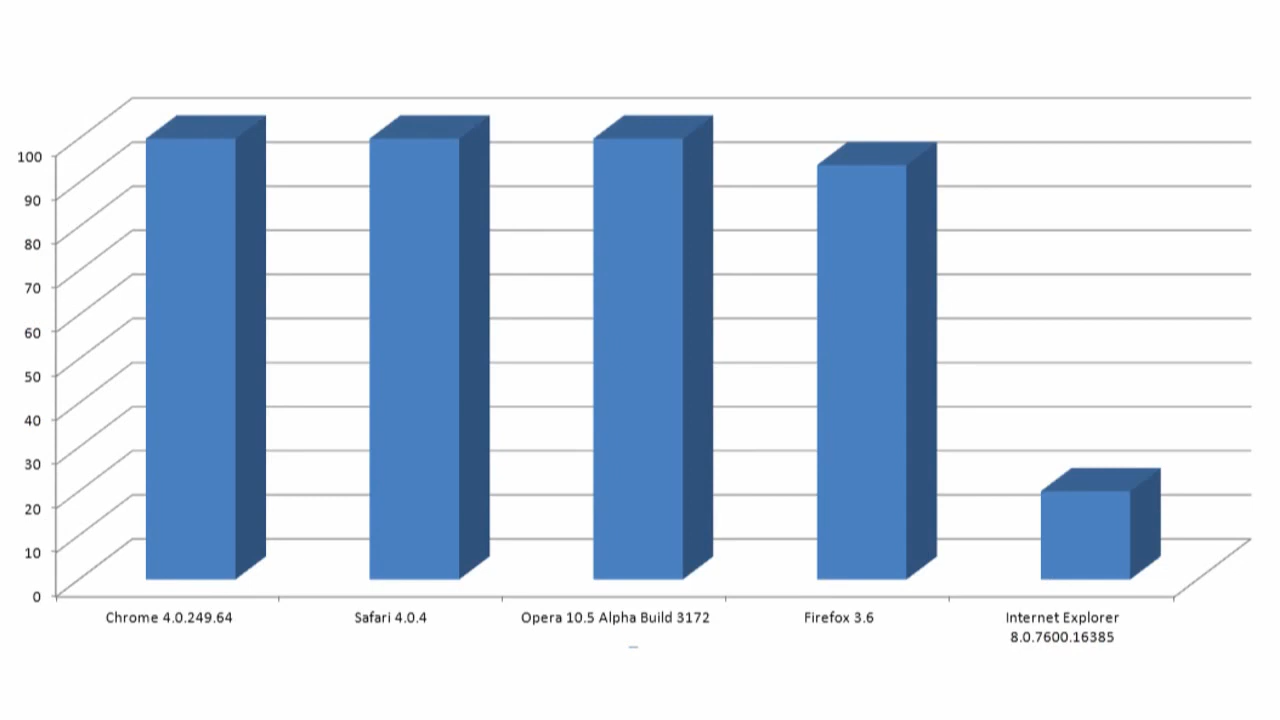 100
90
80
70
60
50
40
30
20
10
0
Chrome 4.0.249.64
Safari 4.0.4
Opera 10.5 Alpha Build 3172
Firefox 3.6
Internet Explorer
8.0.7600.16385